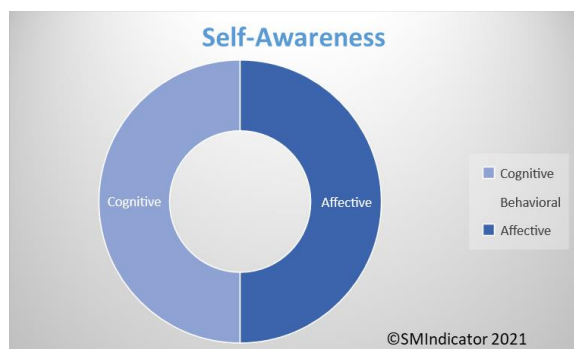 Self-Awareness
Cognitive
Affective
Cognitive
Behavioral
Affective
©SMIndicator 2021